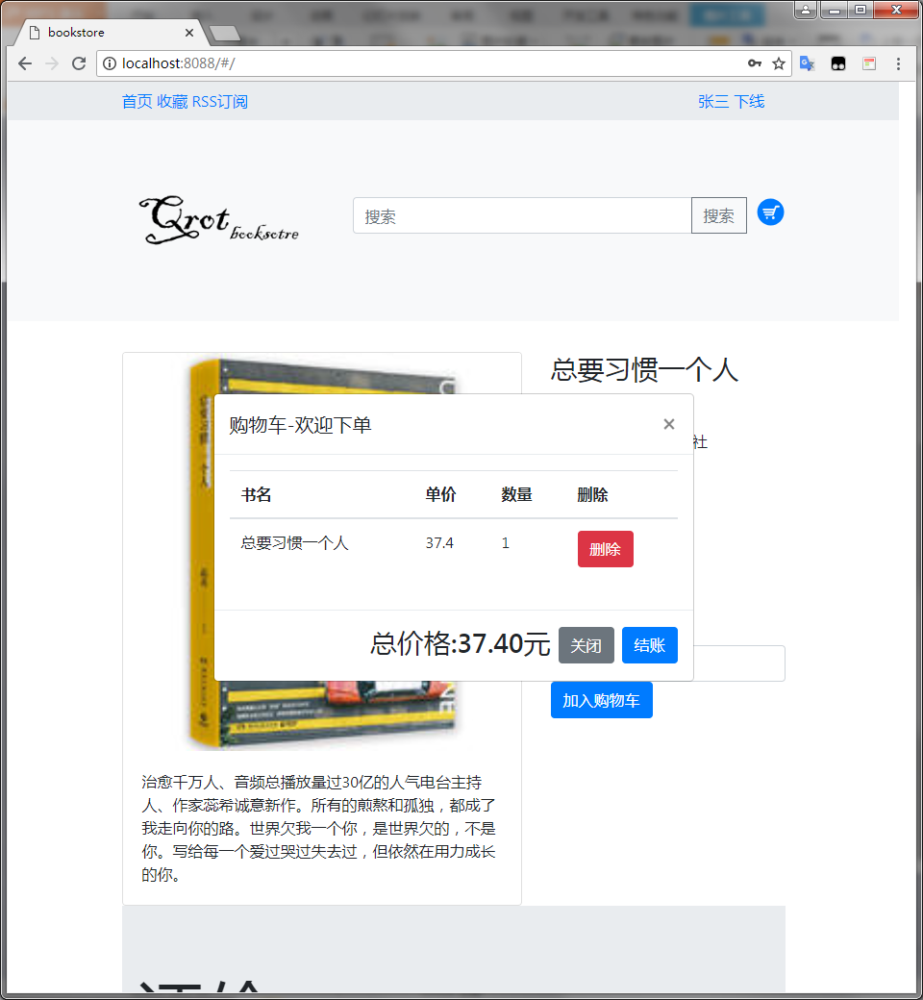 bookstore
localhost:8088/#/
首页 收藏 RSS订阅
张三 下线
Qrot booksotre
搜索
搜索
总要习惯一个人
社
购物车-欢迎下单
×
书名 单价 数量 删除
总要习惯一个人 37.4 1 删除
总价格:37.40元 关闭 结账
加入购物车
治愈千万人、音频总播放量过30亿的人气电台主持
人、作家蕊希诚意新作。所有的煎熬和孤独，都成了
我走向你的路。世界欠我一个你，是世界欠的，不是
你。写给每一个爱过哭过失去过，但依然在用力成长
的你。